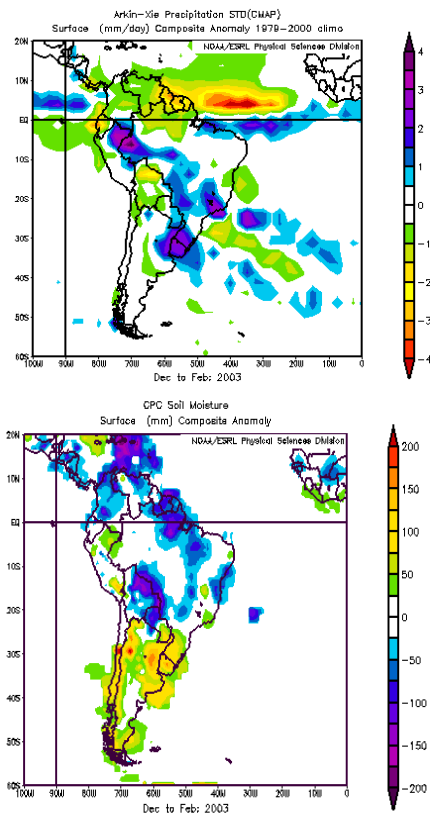 Arkin-Xie Precipitation STD(CMAP)
Surface (mm/day) Composite Anomaly 1979-2000 climo
NOAA/ESRL Physical Sciences Division
20N
10N
EQ
10S
20S
30S
40S
50S
60S
100W 90W 80W 70W 60W 50W 40W 30W 20W 10W 0
Dec to Feb; 2003
4
3
2
1
0
-1
-2
-3
-4
CPC Soil Moisture
Surface (mm) Composite Anomaly
NOAA/ESRL Physical Sciences Division
20N
10N
EQ
10S
20S
30S
40S
50S
60S
100W 90W 80W 70W 60W 50W 40W 30W 20W 10W 0
Dec to Feb; 2003
200
150
100
50
0
-50
-100
-150
-200